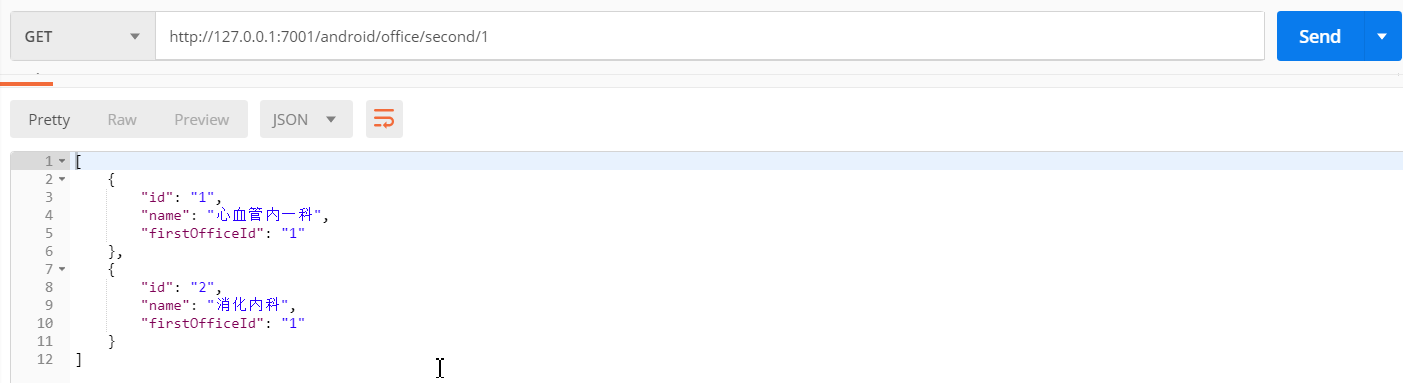 GET http://127.0.0.1:7001/android/office/second/1 Send
Pretty Raw Preview JSON
1 [
2 {
3 "id": "1",
4 "name": "心血管内一科",
5 "firstOfficeId": "1"
6 },
7 {
8 "id": "2",
9 "name": "消化内科",
10 "firstOfficeId": "1"
11 }
12 ]